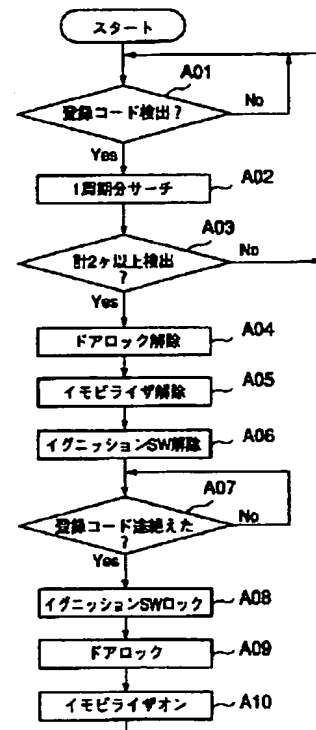 スタート
A01
登録コード検出?
No
Yes
1周期分サーチ
A02
A03
計2ヶ以上検出
?
No
Yes
ドアロック解除
A04
イモビライザ解除
A05
イグニッションSW解除
A06
A07
登録コード途絶えた
?
No
Yes
イグニッションSWロック
A08
ドアロック
A09
イモビライザオン
A10